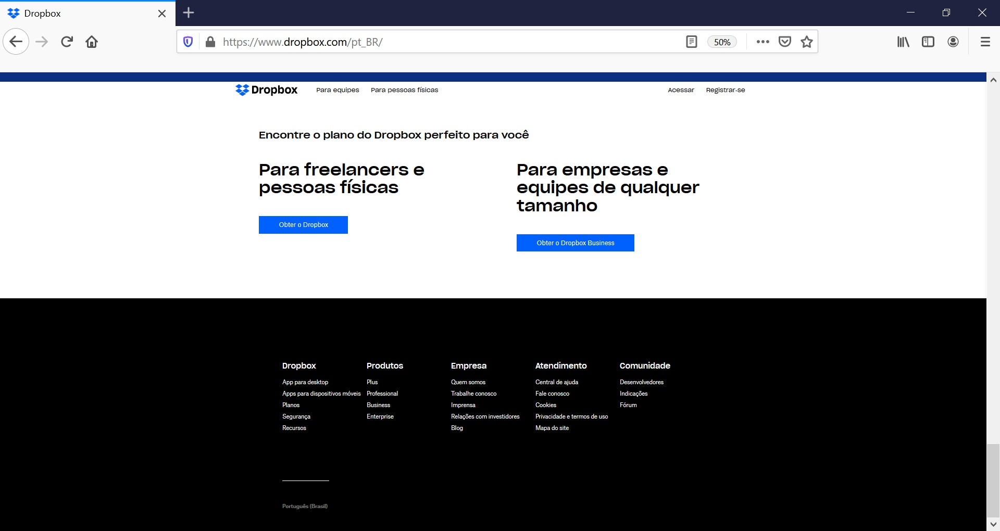 Dropbox
https://www.dropbox.com/pt_BR/
50%
Dropbox
Para equipes
Para pessoas físicas
Acessar
Registrar-se
Encontre o plano do Dropbox perfeito para você
Para freelancers e
pessoas físicas
Obter o Dropbox
Para empresas e
equipes de qualquer
tamanho
Obter o Dropbox Business
Dropbox
App para desktop
Apps para dispositivos móveis
Planos
Segurança
Recursos
Produtos
Plus
Professional
Business
Enterprise
Empresa
Quem somos
Trabalhe conosco
Imprensa
Relações com investidores
Blog
Atendimento
Central de ajuda
Fale conosco
Cookies
Privacidade e termos de uso
Mapa do site
Comunidade
Desenvolvedores
Indicações
Fórum
Português (Brasil)